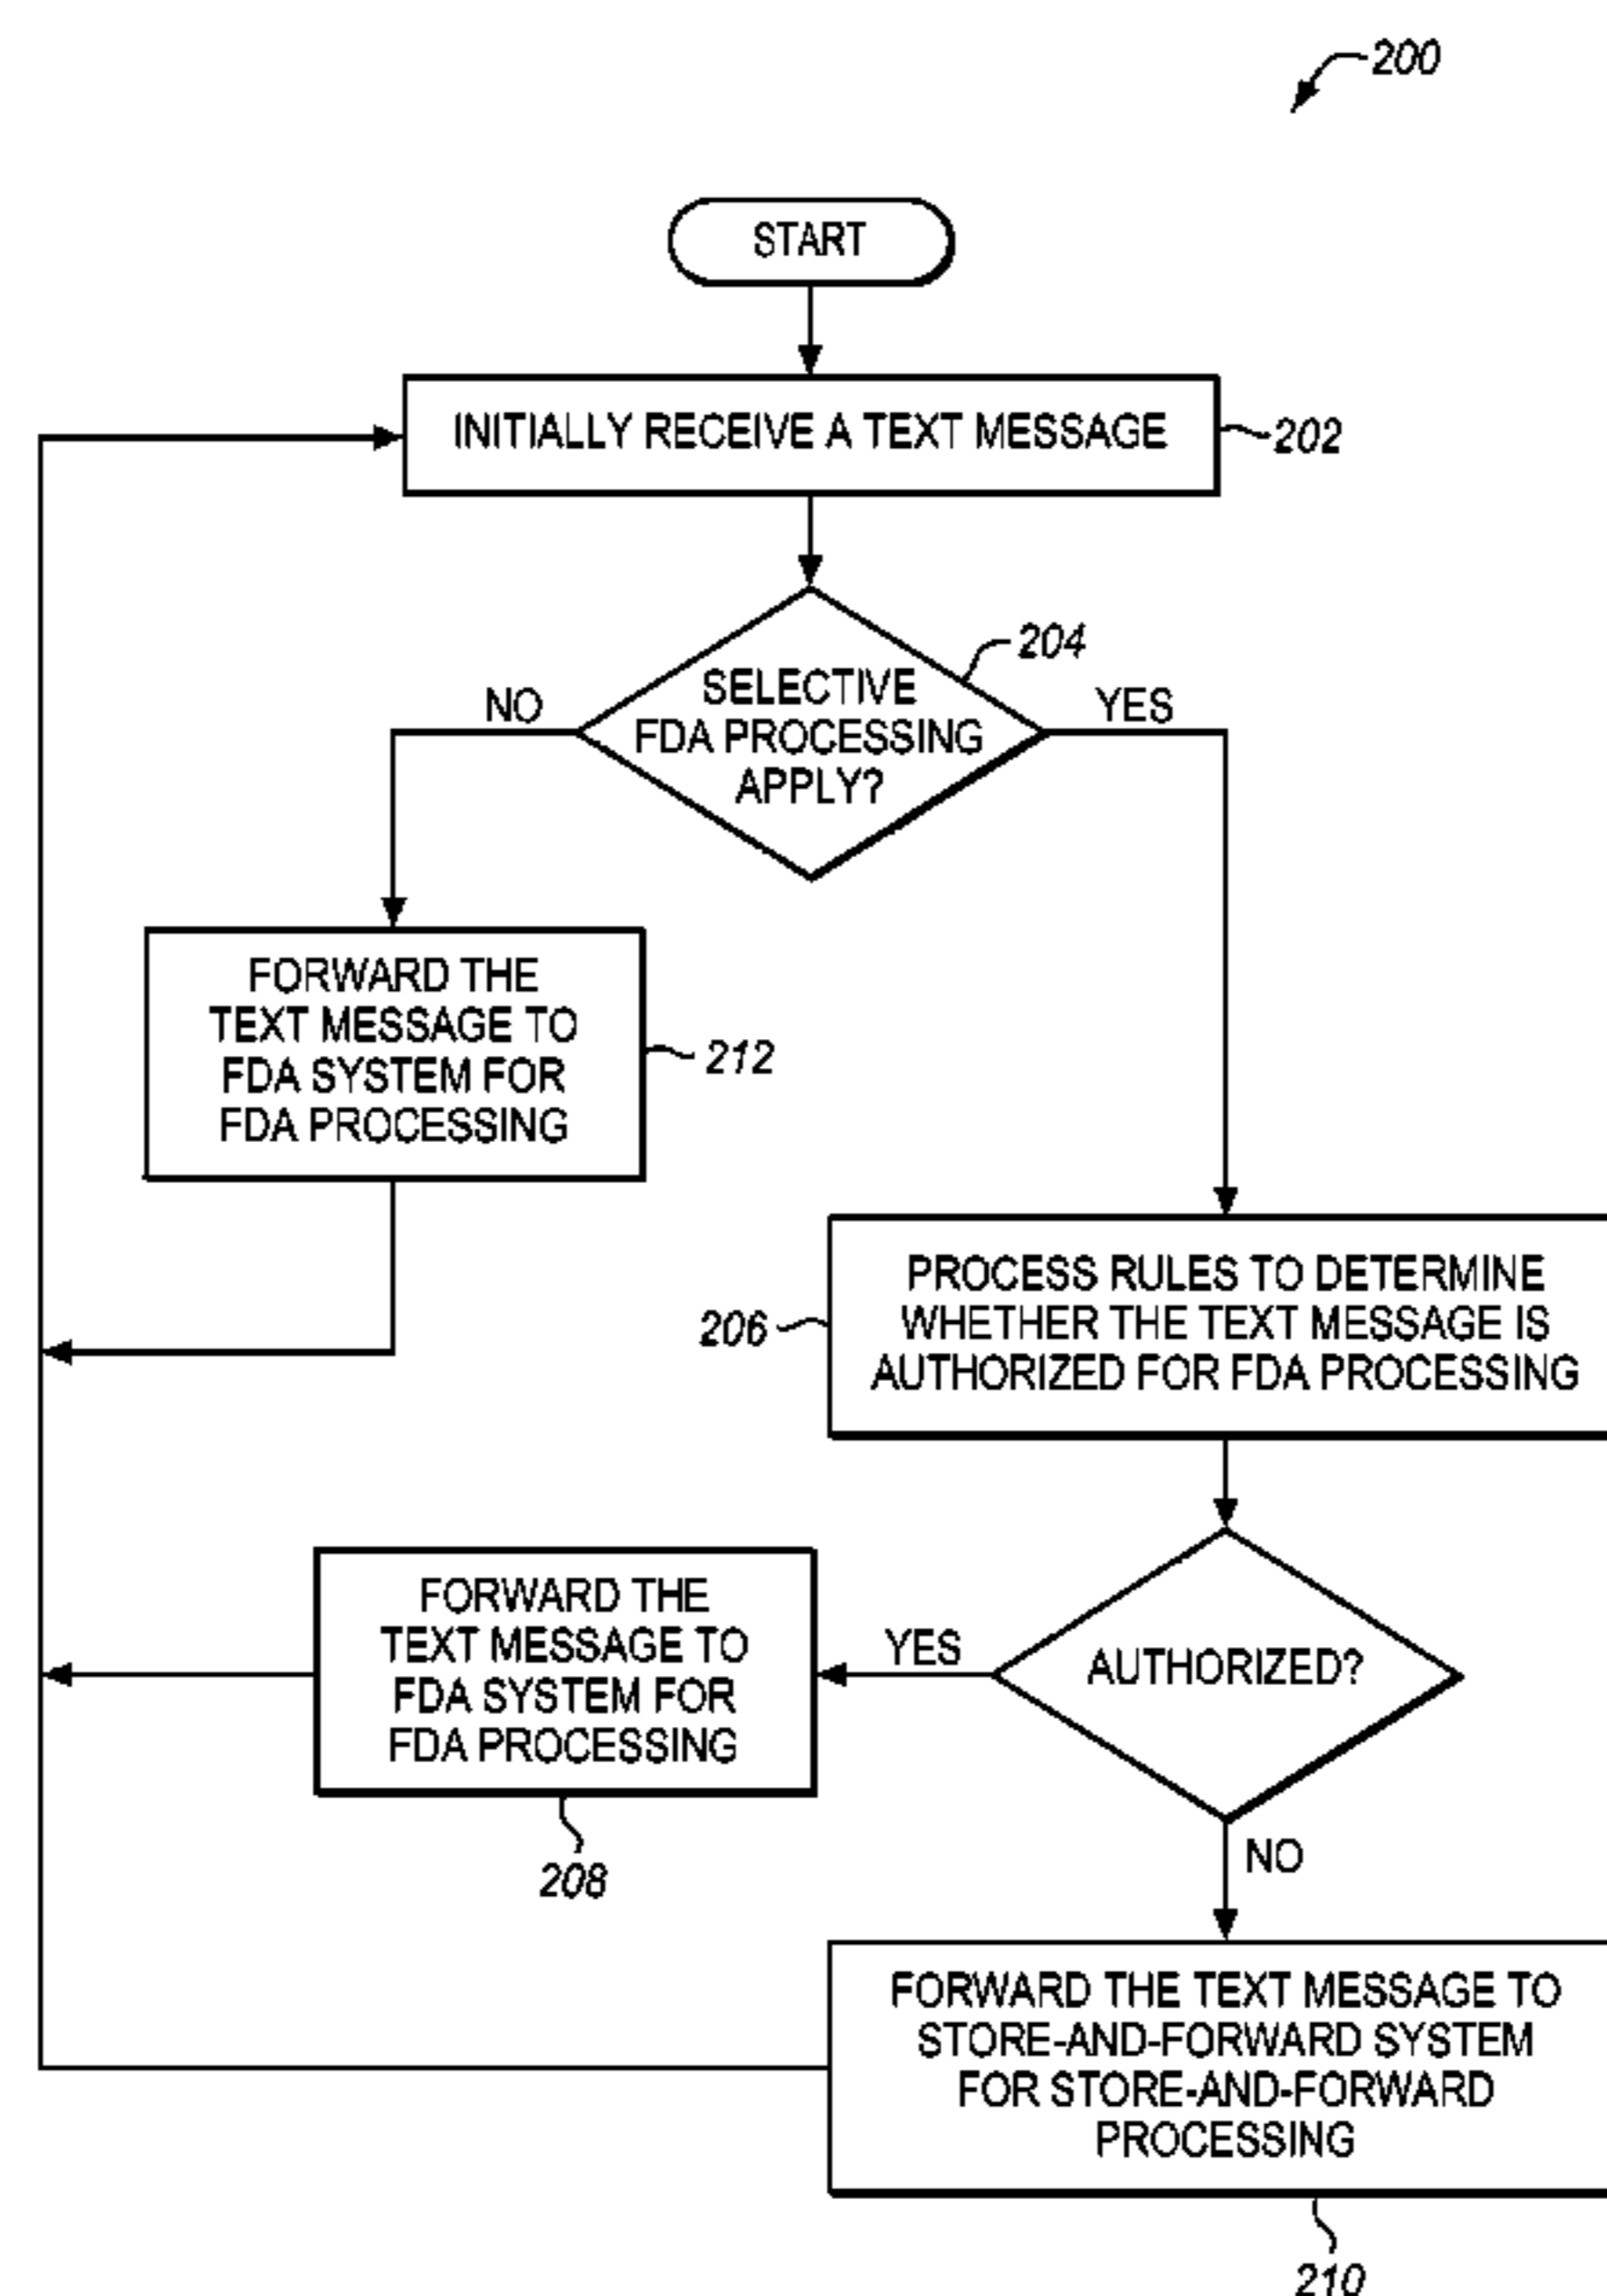 200
START
INITIALLY RECEIVE A TEXT MESSAGE
202
204
SELECTIVE
FDA PROCESSING
APPLY?
NO
YES
FORWARD THE
TEXT MESSAGE TO
FDA SYSTEM FOR
FDA PROCESSING
212
PROCESS RULES TO DETERMINE
WHETHER THE TEXT MESSAGE IS
AUTHORIZED FOR FDA PROCESSING
206
AUTHORIZED?
YES
FORWARD THE
TEXT MESSAGE TO
FDA SYSTEM FOR
FDA PROCESSING
208
NO
FORWARD THE TEXT MESSAGE TO
STORE-AND-FORWARD SYSTEM
FOR STORE-AND-FORWARD
PROCESSING
210